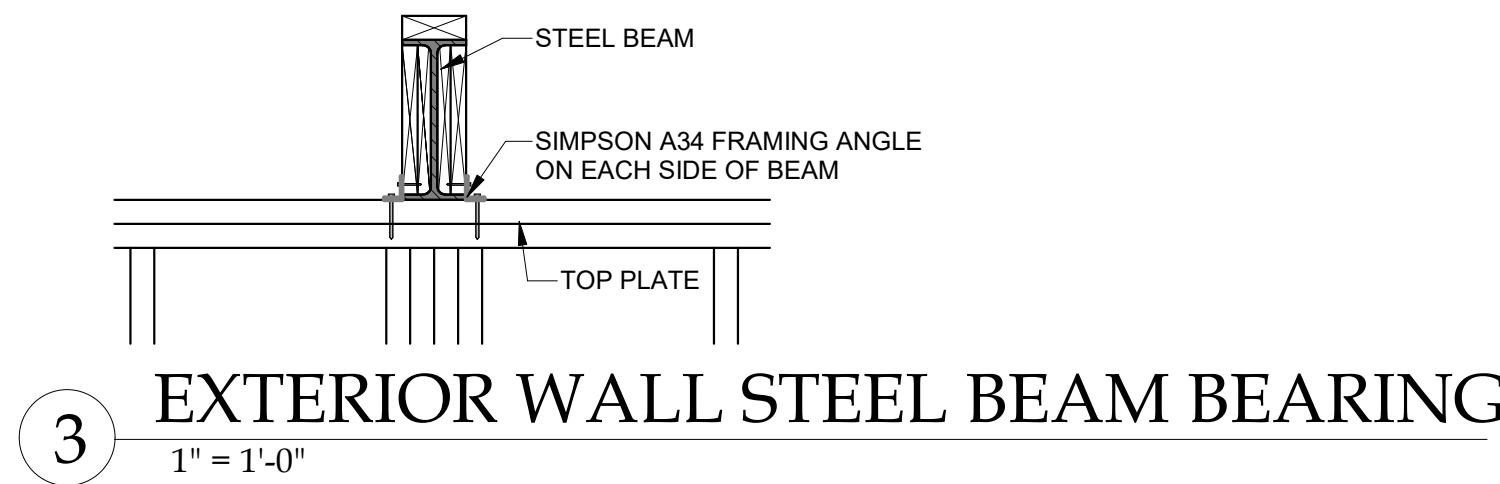 STEEL BEAM
SIMPSON A34 FRAMING ANGLE
ON EACH SIDE OF BEAM
TOP PLATE
3
EXTERIOR WALL STEEL BEAM BEARING
1" = 1'-0"